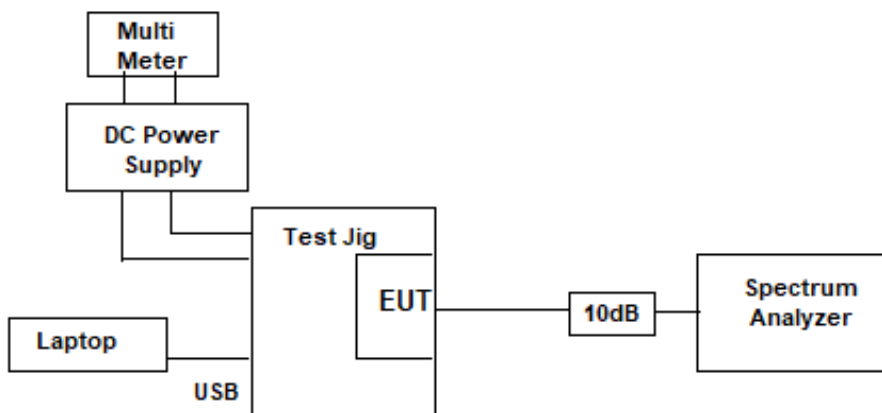 Multi
Meter
DC Power
Supply
Test Jig
EUT
10dB
Spectrum
Analyzer
Laptop
USB